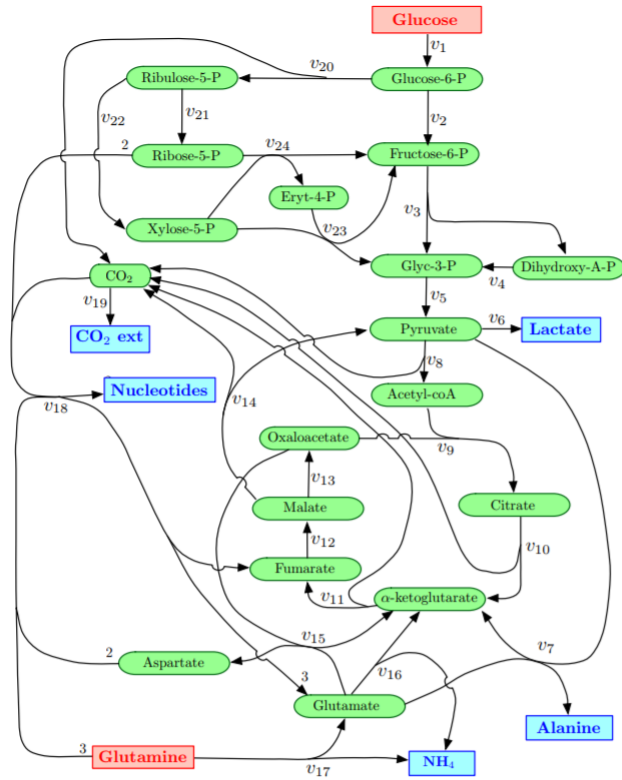 Glucose
v1
v20
Ribulose-5-P
Glucose-6-P
v22
v21
v2
2
v24
Ribose-5-P
Fructose-6-P
Eryt-4-P
v3
Xylose-5-P
v23
Glyc-3-P
Dihydroxy-A-P
v4
CO2
v19
v5
v6
CO2 ext
Pyruvate
Lactate
v8
Nucleotides
Acetyl-coA
v18
v14
Oxaloacetate
v9
v13
Malate
Citrate
v12
v10
Fumarate
v11
α-ketoglutarate
v15
v7
2
Aspartate
v16
3
Glutamate
Alanine
3
Glutamine
NH4
v17